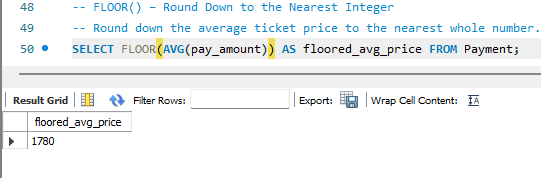 48 -- FLOOR() – Round Down to the Nearest Integer
49 -- Round down the average ticket price to the nearest whole number.
50 SELECT FLOOR(AVG(pay_amount)) AS floored_avg_price FROM Payment;
Result Grid Filter Rows: Export: Wrap Cell Content: IA
floored_avg_price
1780